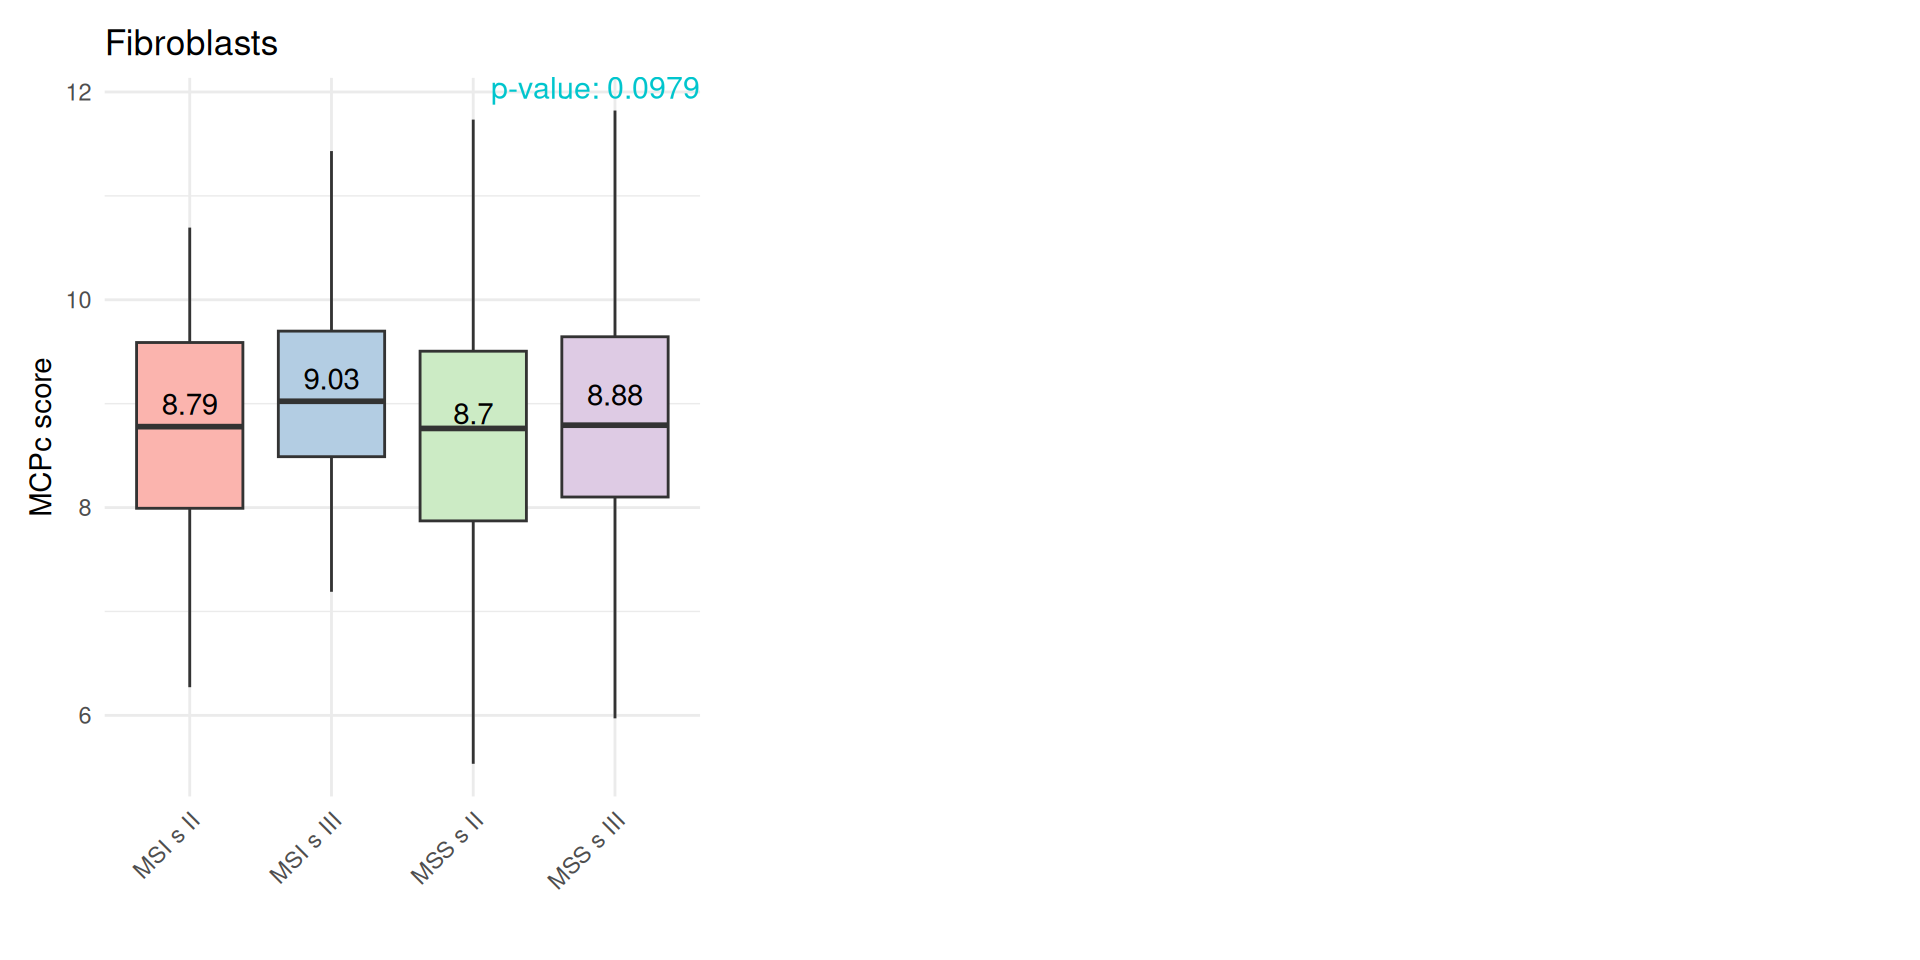 Fibroblasts
p-value: 0.0979
12
10
8
6
MCPc score
8.79
9.03
8.7
8.88
MSI s II
MSI s III
MSS s II
MSS s III